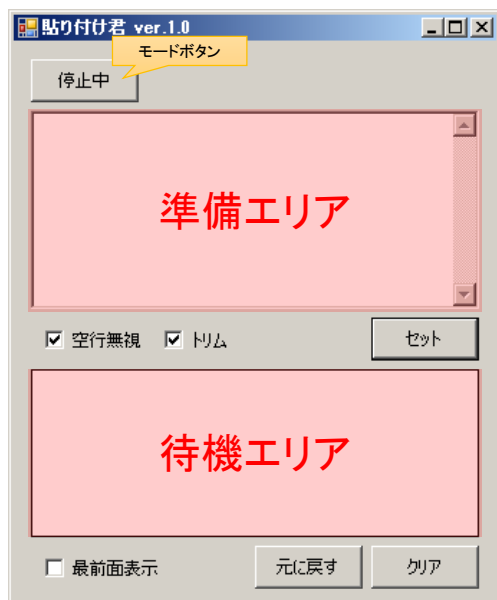 貼り付け君 ver.1.0
モードボタン
停止中
準備エリア
空行無視
トリム
セット
待機エリア
最前面表示
元に戻す
クリア